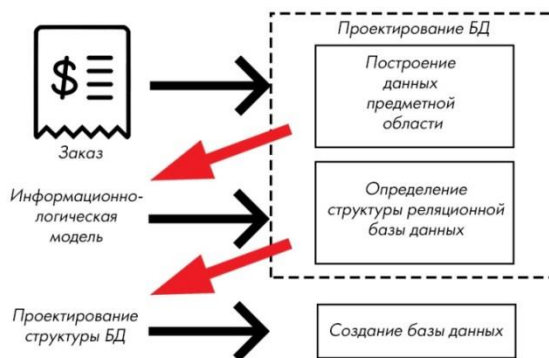 Проектирование БД
$
Заказ
Построение
данных
предметной
области
Информационно-
логическая
модель
Определение
структуры реляционной
базы данных
Проектирование
структуры БД
Создание базы данных